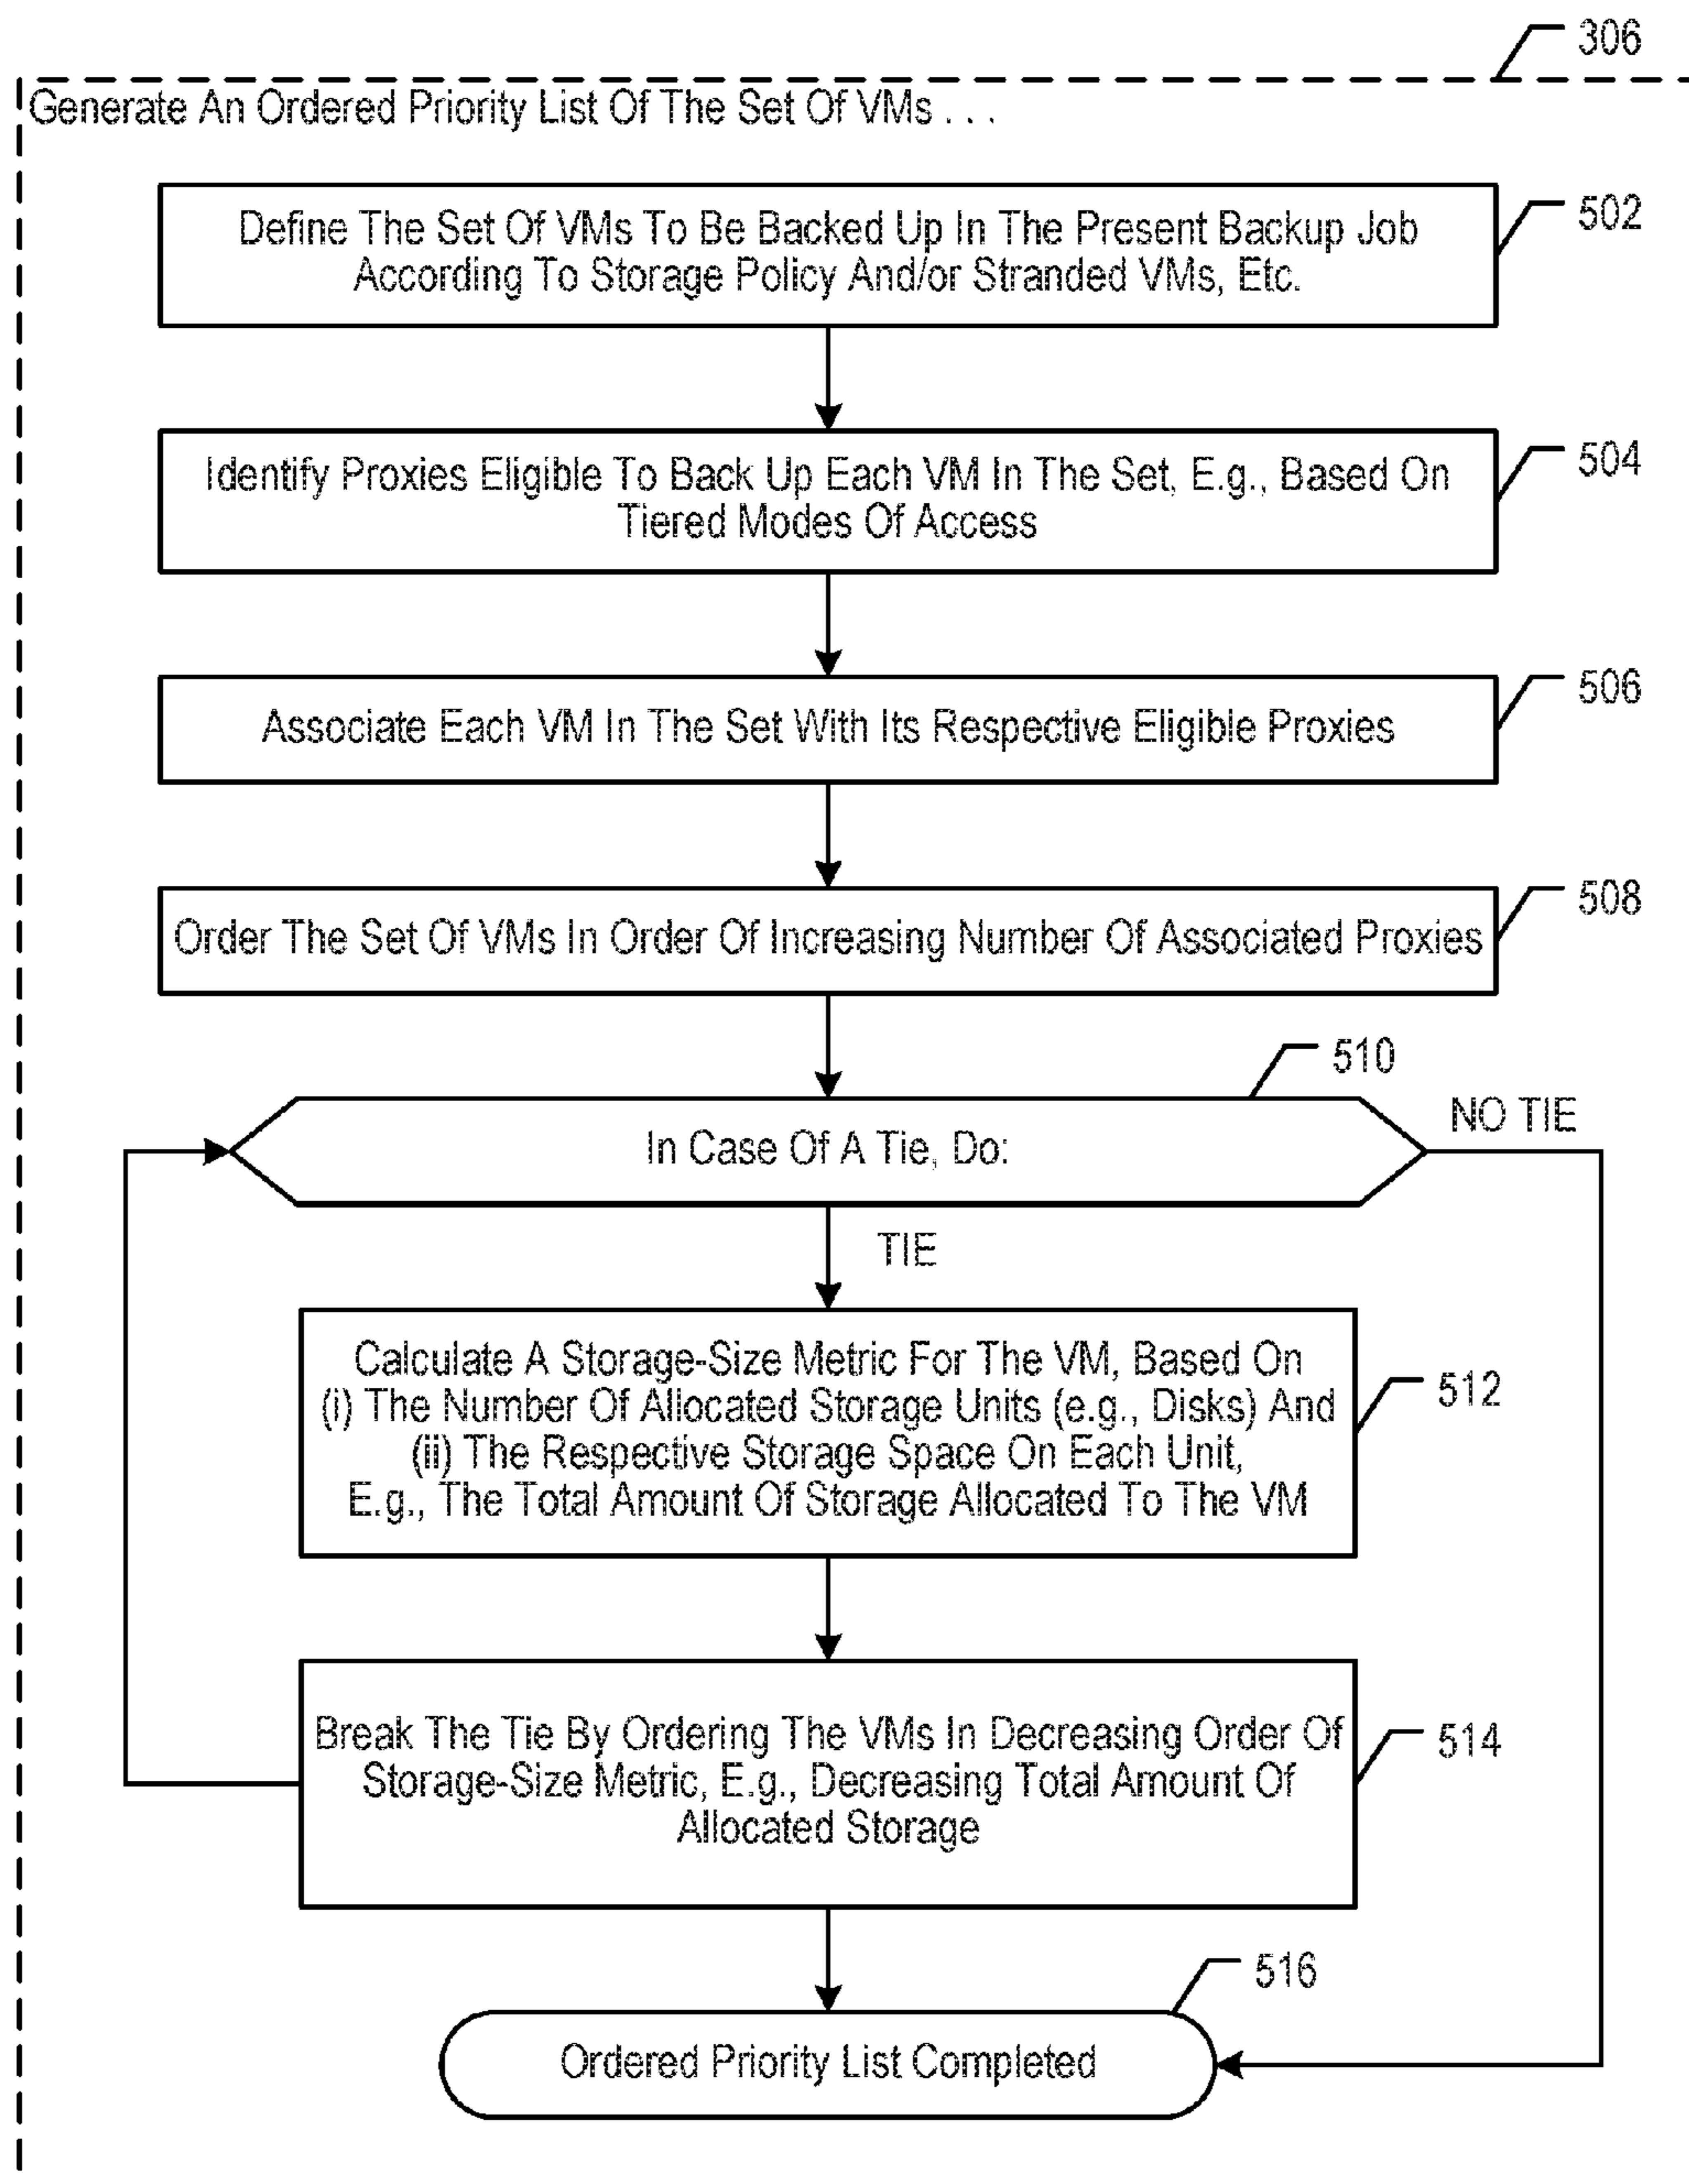 306
Generate An Ordered Priority List Of The Set Of VMs . . .
502
Define The Set Of VMs To Be Backed Up In The Present Backup Job
According To Storage Policy And/or Stranded VMs, Etc.
504
Identify Proxies Eligible To Back Up Each VM In The Set, E.g., Based On
Tiered Modes Of Access
506
Associate Each VM In The Set With Its Respective Eligible Proxies
508
Order The Set Of VMs In Order Of Increasing Number Of Associated Proxies
510
NO TIE
In Case Of A Tie, Do:
TIE
Calculate A Storage-Size Metric For The VM, Based On
512
(i) The Number Of Allocated Storage Units (e.g., Disks) And
(ii) The Respective Storage Space On Each Unit,
E.g., The Total Amount Of Storage Allocated To The VM
Break The Tie By Ordering The VMs In Decreasing Order Of
514
Storage-Size Metric, E.g., Decreasing Total Amount Of
Allocated Storage
516
Ordered Priority List Completed